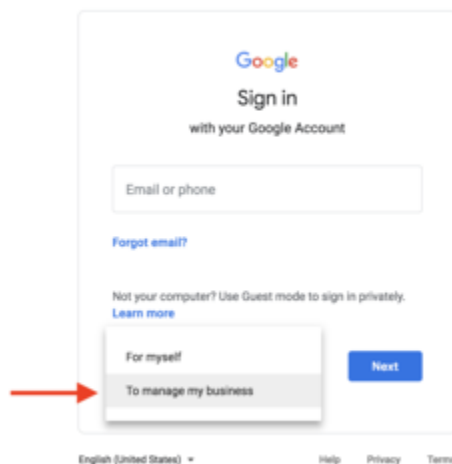 Google
Sign in
with your Google Account
Email or phone
Forgot email?
Not your computer? Use Guest mode to sign in privately.
Learn more
For myself
To manage my business
Next
English (United States)
Help Privacy Terms